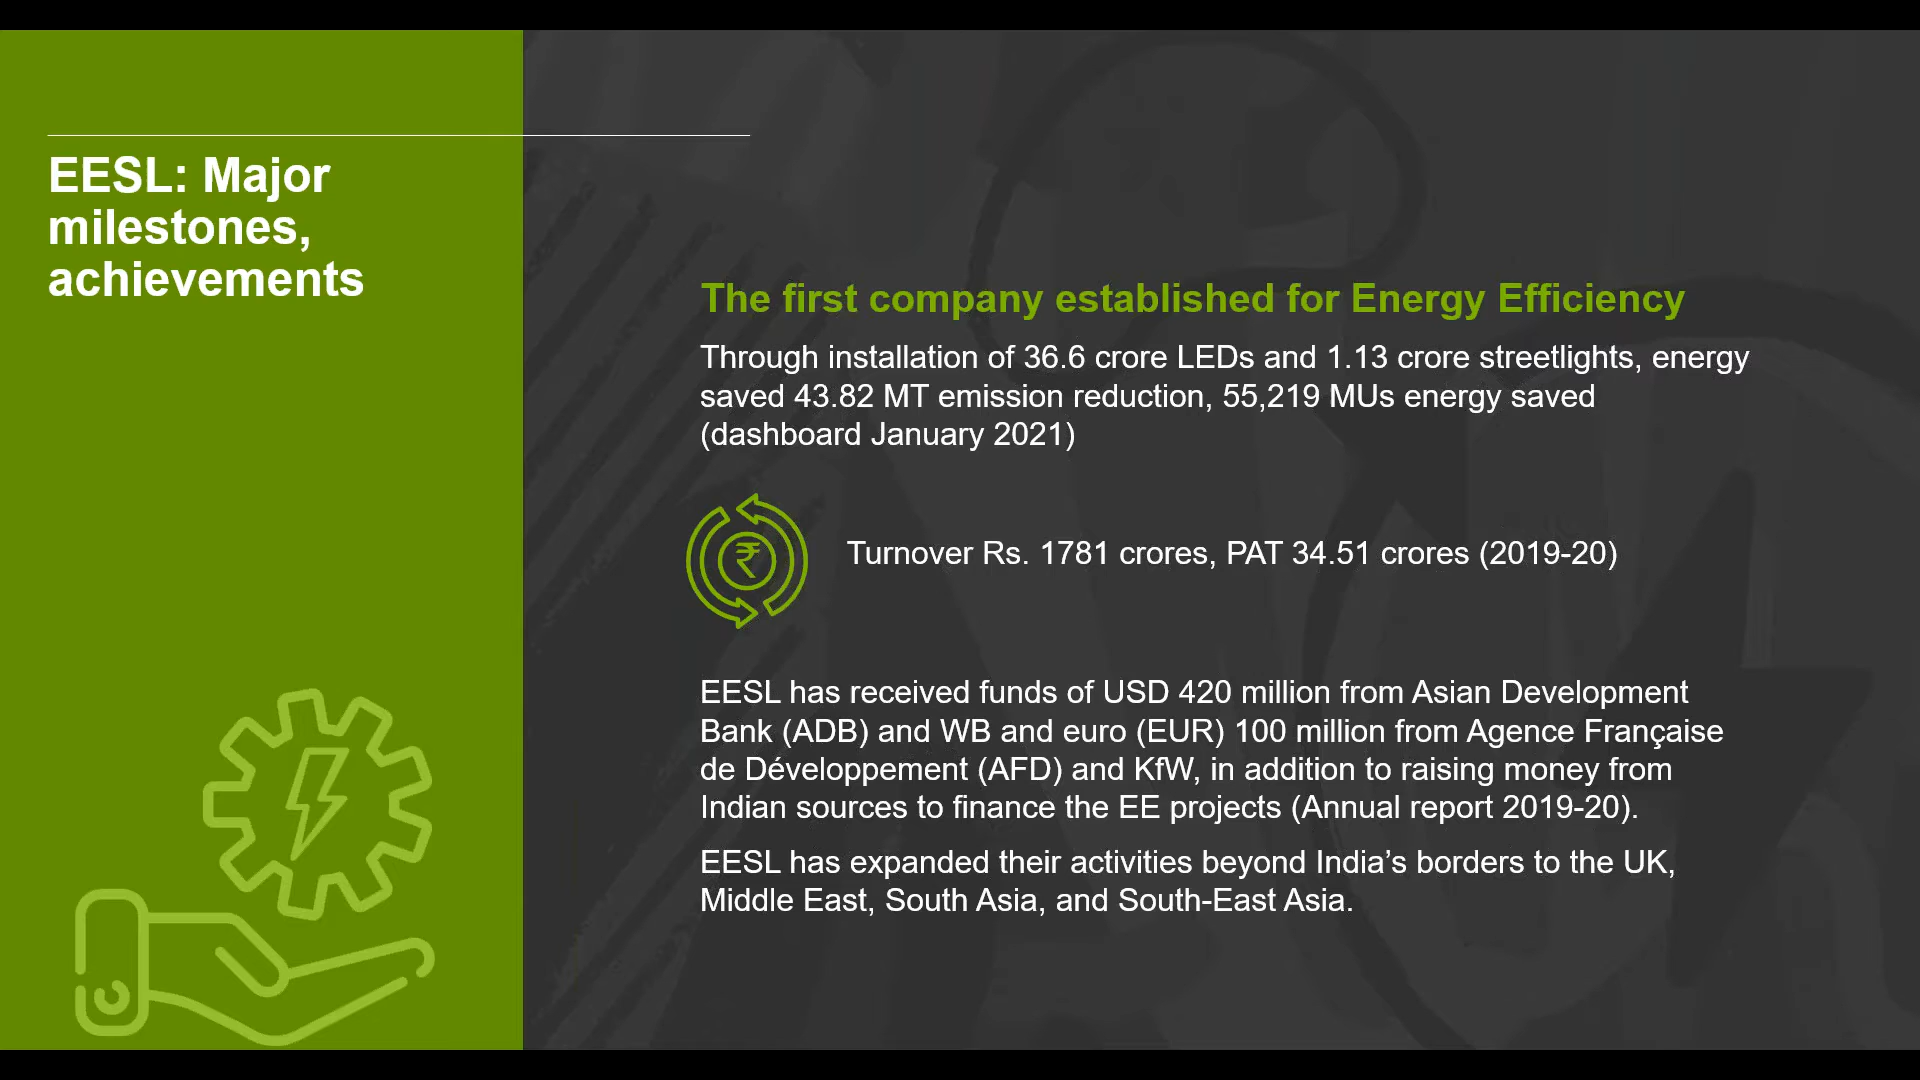 EESL: Major
milestones,
achievements
The first company established for Energy Efficiency
Through installation of 36.6 crore LEDs and 1.13 crore streetlights, energy
saved 43.82 MT emission reduction, 55,219 MUs energy saved
(dashboard January 2021)
₹
Turnover Rs. 1781 crores, PAT 34.51 crores (2019-20)
EESL has received funds of USD 420 million from Asian Development
Bank (ADB) and WB and euro (EUR) 100 million from Agence Française
de Développement (AFD) and KfW, in addition to raising money from
Indian sources to finance the EE projects (Annual report 2019-20).
EESL has expanded their activities beyond India’s borders to the UK,
Middle East, South Asia, and South-East Asia.